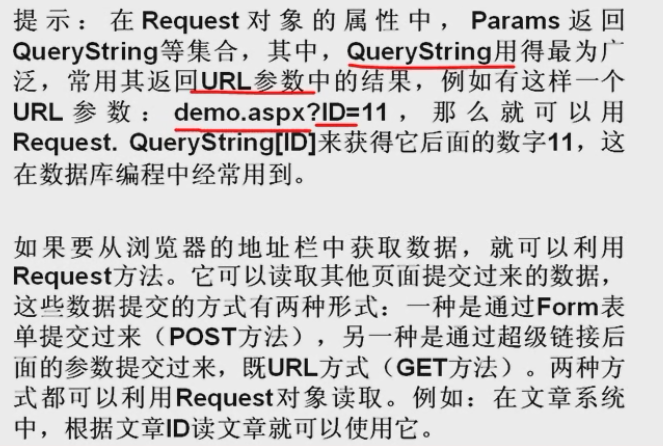 提示：在Request对象的属性中，Params返回
QueryString等集合，其中，QueryString用得最为广
泛，常用其返回URL参数中的结果，例如有这样一个
URL参数：demo.aspx?ID=11，那么就可以用
Request. QueryString[ID]来获得它后面的数字11，这
在数据库编程中经常用到。
如果要从浏览器的地址栏中获取数据，就可以利用
Request方法。它可以读取其他页面提交过来的数据，
这些数据提交的方式有两种形式：一种是通过Form表
单提交过来（POST方法），另一种是通过超级链接后
面的参数提交过来，既URL方式（GET方法）。两种方
式都可以利用Request对象读取。例如：在文章系统
中，根据文章ID读文章就可以使用它。